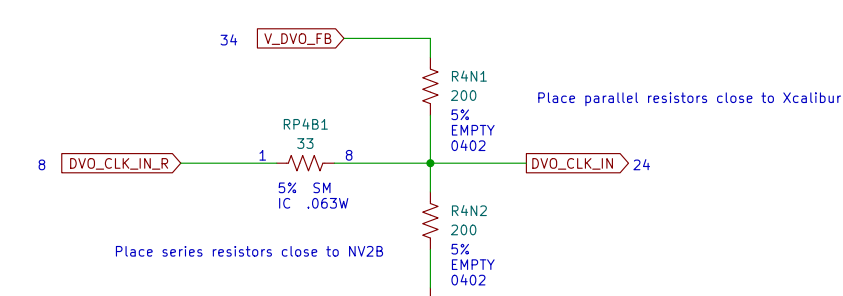 34 V_DVO_FB
R4N1
200
5%
EMPTY
0402
Place parallel resistors close to Xcalibur
RP4B1
33
8 DVO_CLK_IN_R 1 8 DVO_CLK_IN 24
5% SM
IC .063W
R4N2
200
5%
EMPTY
0402
Place series resistors close to NV2B